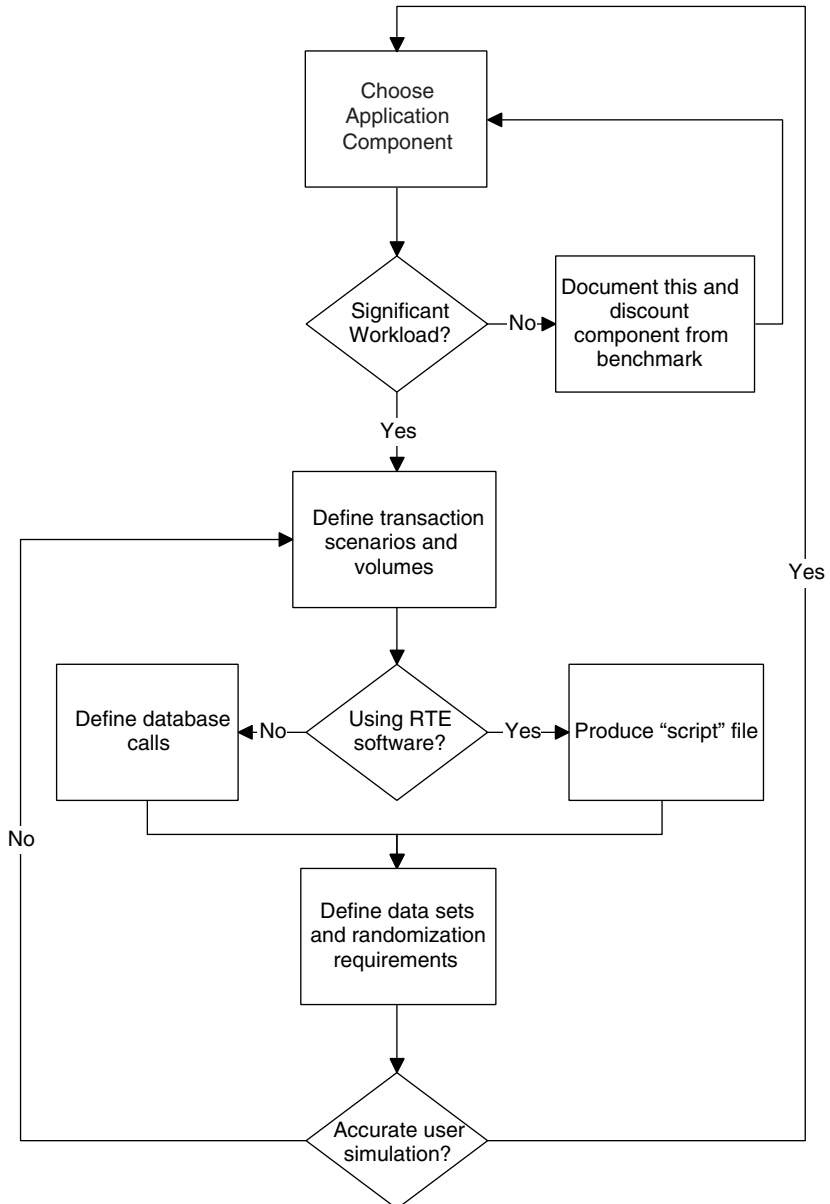 Choose
Application
Component
Significant
Workload?
No
Document this and
discount
component from
benchmark
Yes
Define transaction
scenarios and
volumes
Yes
Define database
calls
No
Using RTE
software?
Yes
Produce “script” file
No
Define data sets
and randomization
requirements
Accurate user
simulation?